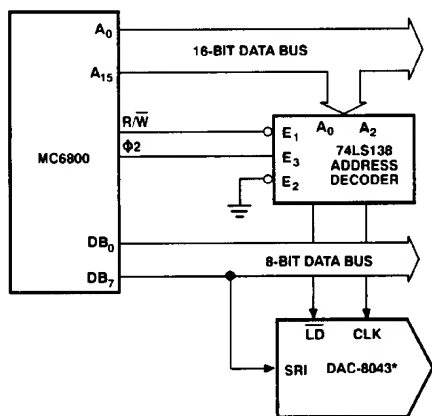 A0
16-BIT DATA BUS
A15
R/W̅
ϕ2
MC6800
E1
E3
E2
A0 A2
74LS138
ADDRESS
DECODER
DB0
8-BIT DATA BUS
DB7
L̅D̅ CLK
SRI DAC-8043*